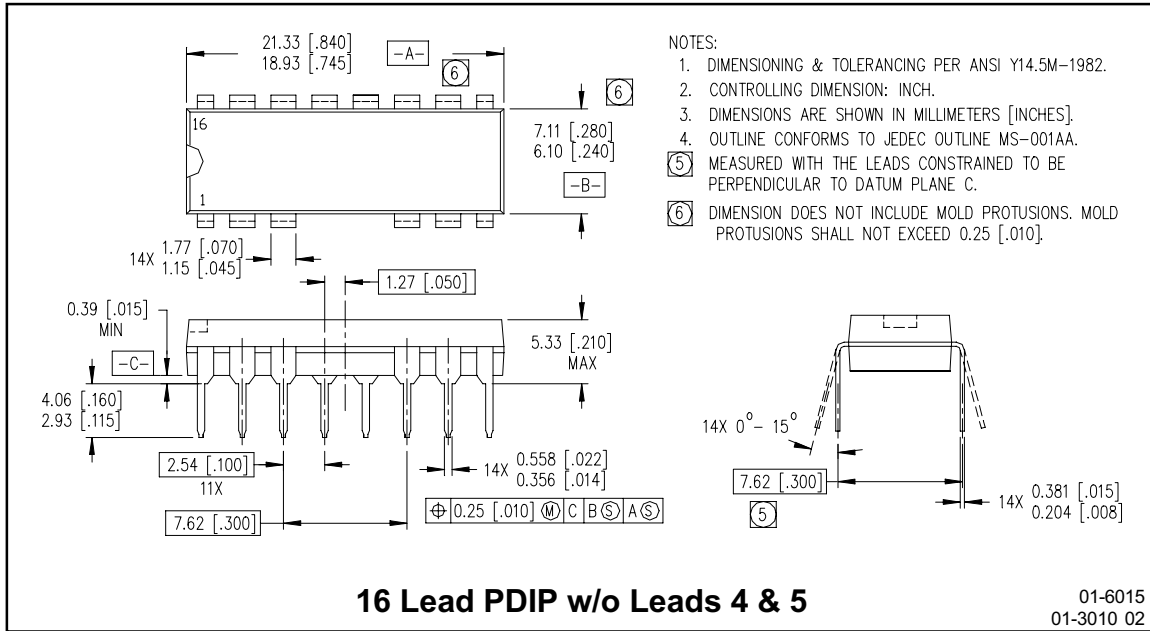 21.33 [.840]
18.93 [.745]
-A-
6
6
16
1
7.11 [.280]
6.10 [.240]
-B-
14X 1.77 [.070]
1.15 [.045]
1.27 [.050]
0.39 [.015]
MIN
-C-
5.33 [.210]
MAX
4.06 [.160]
2.93 [.115]
2.54 [.100]
11X
7.62 [.300]
14X 0.558 [.022]
0.356 [.014]
⌖ 0.25 [.010] Ⓜ C B Ⓢ A Ⓢ
NOTES:
1. DIMENSIONING & TOLERANCING PER ANSI Y14.5M-1982.
2. CONTROLLING DIMENSION: INCH.
3. DIMENSIONS ARE SHOWN IN MILLIMETERS [INCHES].
4. OUTLINE CONFORMS TO JEDEC OUTLINE MS-001AA.
5 MEASURED WITH THE LEADS CONSTRAINED TO BE
PERPENDICULAR TO DATUM PLANE C.
6 DIMENSION DOES NOT INCLUDE MOLD PROTUSIONS. MOLD
PROTUSIONS SHALL NOT EXCEED 0.25 [.010].
14X 0°- 15°
7.62 [.300]
5
14X 0.381 [.015]
0.204 [.008]
16 Lead PDIP w/o Leads 4 & 5
01-6015
01-3010 02